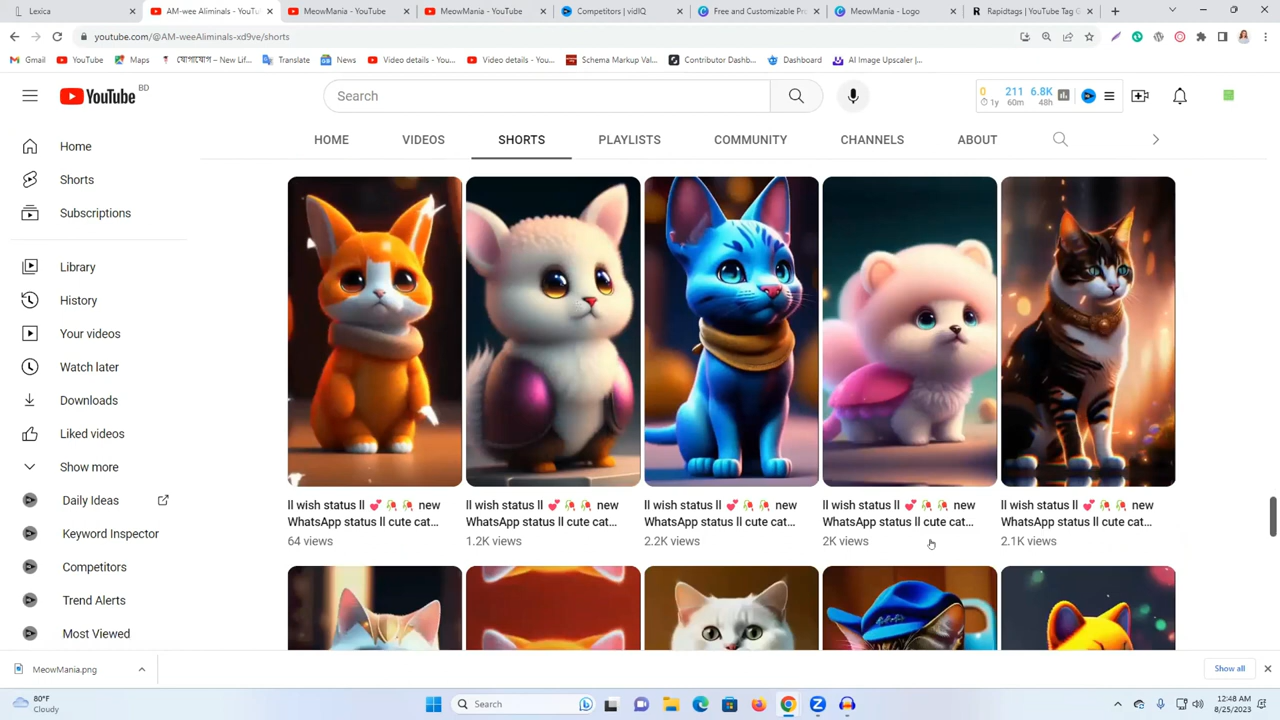 Lexica
AM-wee Aliminals - YouTub
MeowMania - YouTube
MeowMania - YouTube
Competitors | vidIQ
Free and Customizable Pro
MeowMania - Logo
Rapidtags | YouTube Tag G
youtube.com/@AM-weeAliminals-xd9ve/shorts
Gmail
YouTube
Maps
যোগাযোগ – New Lif...
Translate
News
Video details - You...
Video details - You...
Schema Markup Val...
Contributor Dashb...
Dashboard
AI Image Upscaler |...
YouTube BD
Search
0 211 6.8K
1y 60m 48h
HOME VIDEOS SHORTS PLAYLISTS COMMUNITY CHANNELS ABOUT
Home
Shorts
Subscriptions
Library
History
Your videos
Watch later
Downloads
Liked videos
Show more
Daily Ideas
Keyword Inspector
Competitors
Trend Alerts
Most Viewed
ll wish status ll 💕🥀🥀 new
WhatsApp status ll cute cat...
64 views
ll wish status ll 💕🥀🥀 new
WhatsApp status ll cute cat...
1.2K views
ll wish status ll 💕🥀🥀 new
WhatsApp status ll cute cat...
2.2K views
ll wish status ll 💕🥀🥀 new
WhatsApp status ll cute cat...
2K views
ll wish status ll 💕🥀🥀 new
WhatsApp status ll cute cat...
2.1K views
MeowMania.png
Show all
80°F
Cloudy
Search
12:48 AM
8/25/2023